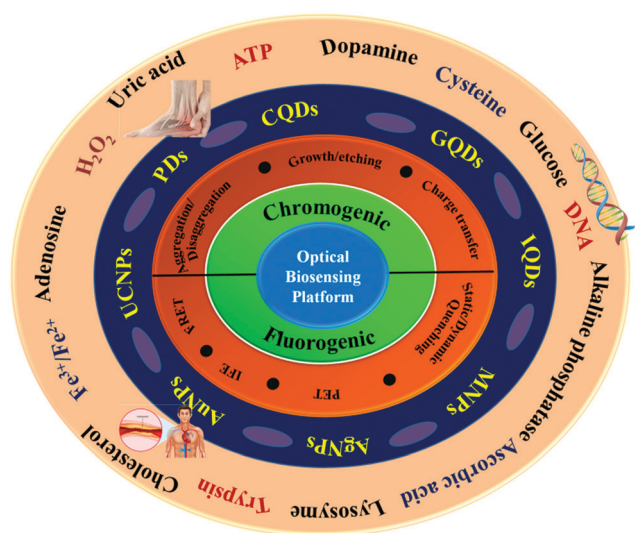 Optical
Biosensing
Platform
Chromogenic
Fluorogenic
Aggregation/
Disaggregation
Growth/etching
Charge transfer
Static/Dynamic
Quenching
PET
IFE
FRET
CQDs
GQDs
IQDs
MNPs
AgNPs
AuNPs
UCNPs
PDs
ATP
Dopamine
Cysteine
Glucose
DNA
Alkaline phosphatase
Ascorbic acid
Lysosyme
Trypsin
Cholesterol
Fe³⁺/Fe²⁺
Adenosine
H₂O₂
Uric acid